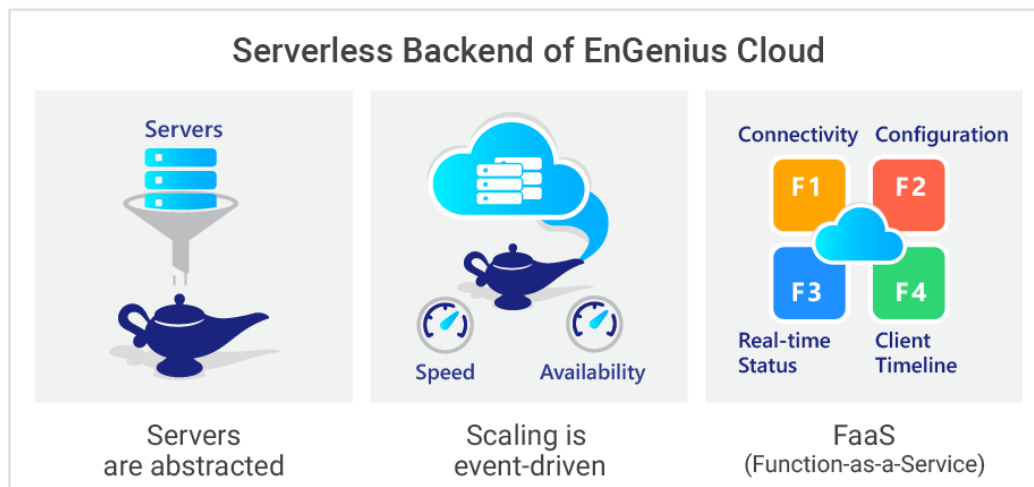 Serverless Backend of EnGenius Cloud
Servers
Servers
are abstracted
Speed
Availability
Scaling is
event-driven
Connectivity
Configuration
F1
F2
F3
F4
Real-time
Status
Client
Timeline
FaaS
(Function-as-a-Service)